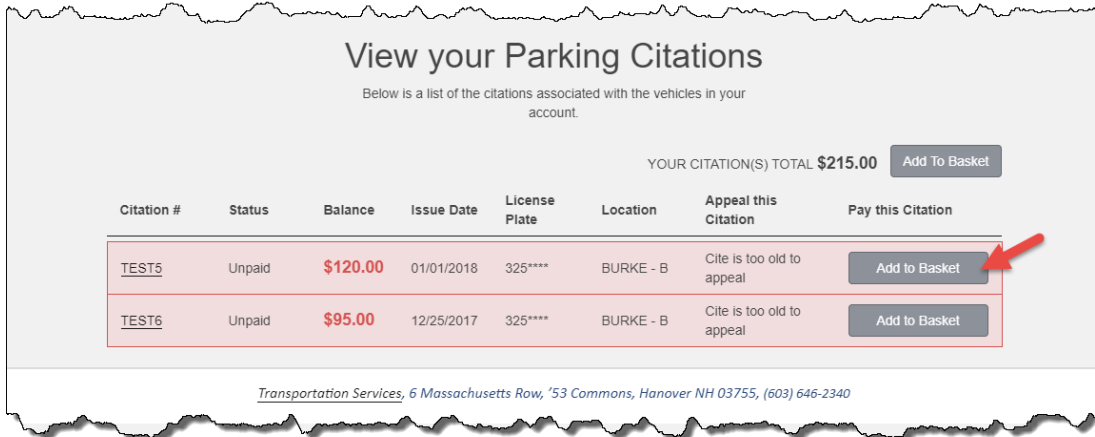 View your Parking Citations
Below is a list of the citations associated with the vehicles in your
account.
YOUR CITATION(S) TOTAL $215.00 Add To Basket
Citation # Status Balance Issue Date License Plate Location Appeal this Citation Pay this Citation
TEST5 Unpaid $120.00 01/01/2018 325**** BURKE - B Cite is too old to appeal Add to Basket
TEST6 Unpaid $95.00 12/25/2017 325**** BURKE - B Cite is too old to appeal Add to Basket
Transportation Services, 6 Massachusetts Row, ’53 Commons, Hanover NH 03755, (603) 646-2340